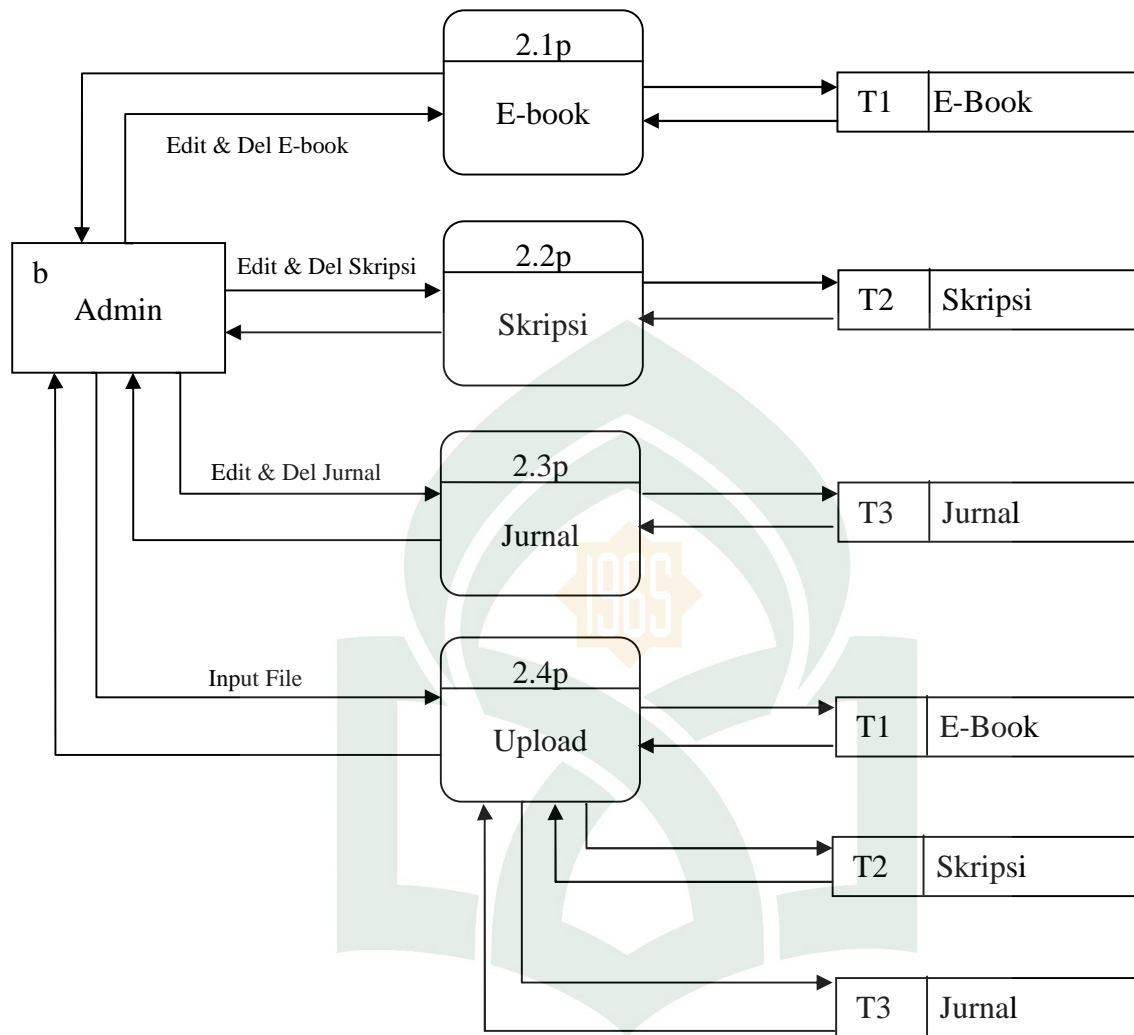 2.1p
E-book
T1 E-Book
Edit & Del E-book
b
Admin
Edit & Del Skripsi
2.2p
Skripsi
T2 Skripsi
Edit & Del Jurnal
2.3p
Jurnal
T3 Jurnal
1965
Input File
2.4p
Upload
T1 E-Book
T2 Skripsi
T3 Jurnal